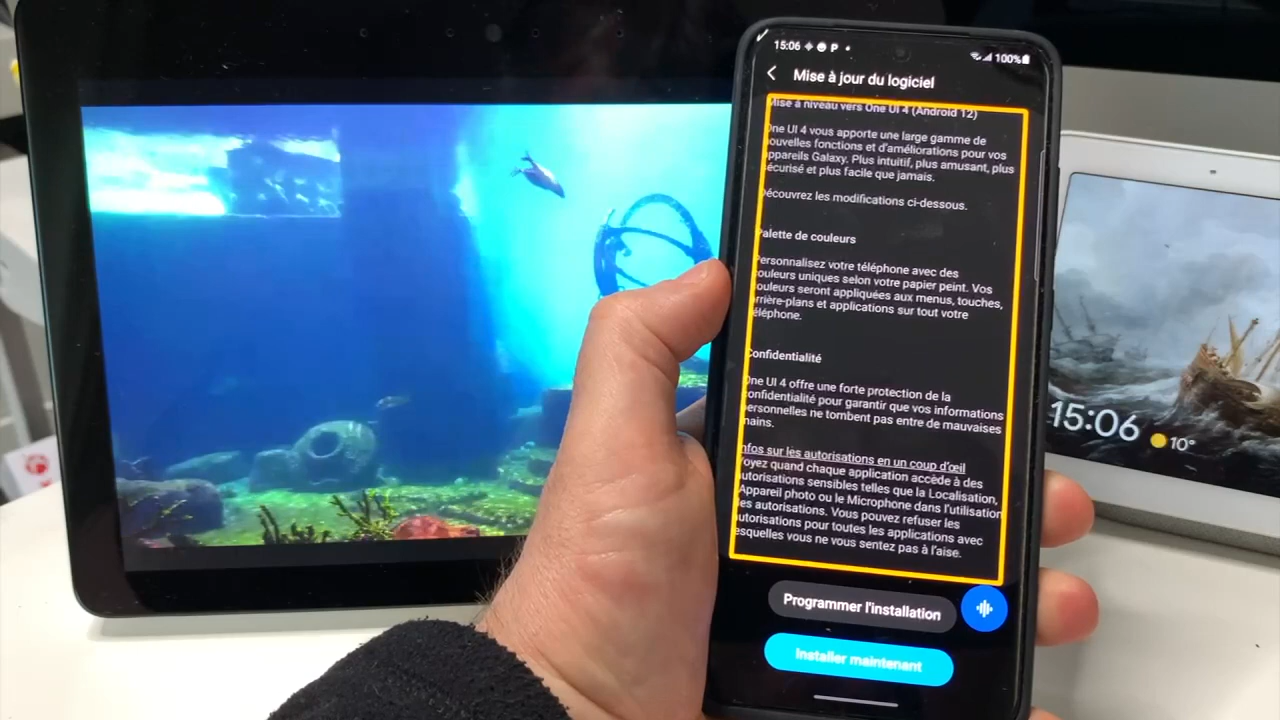 15:06 P
100%
Mise à jour du logiciel
Mise à niveau vers One UI 4 (Android 12)
One UI 4 vous apporte une large gamme de
nouvelles fonctions et d'améliorations pour vos
appareils Galaxy. Plus intuitif, plus amusant, plus
sécurisé et plus facile que jamais.
Découvrez les modifications ci-dessous.
Palette de couleurs
Personnalisez votre téléphone avec des
couleurs uniques selon votre papier peint. Vos
couleurs seront appliquées aux menus, touches,
arrière-plans et applications sur tout votre
téléphone.
Confidentialité
One UI 4 offre une forte protection de la
confidentialité pour garantir que vos informations
personnelles ne tombent pas entre de mauvaises
mains.
Infos sur les autorisations en un coup d'œil
Voyez quand chaque application accède à des
autorisations sensibles telles que la Localisation,
l'Appareil photo ou le Microphone dans l'utilisation
des autorisations. Vous pouvez refuser les
autorisations pour toutes les applications avec
lesquelles vous ne vous sentez pas à l'aise.
Programmer l'installation
Installer maintenant
15:06
10°